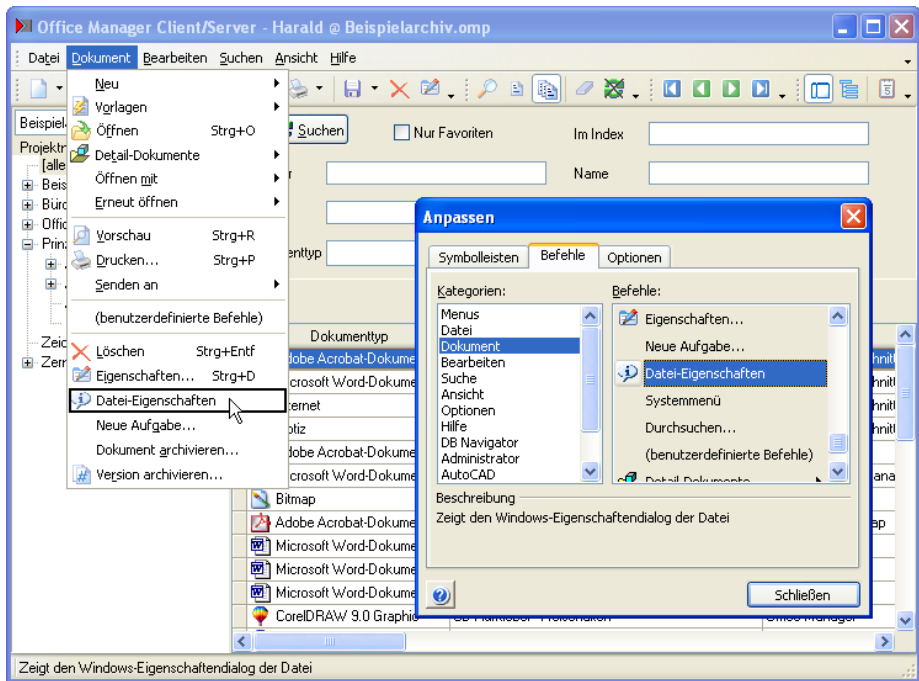 Office Manager Client/Server - Harald @ Beispielarchiv.omp
Datei Dokument Bearbeiten Suchen Ansicht Hilfe
Neu
Vorlagen
Öffnen Strg+O
Detail-Dokumente
Öffnen mit
Erneut öffnen
Vorschau Strg+R
Drucken... Strg+P
Senden an
(benutzerdefinierte Befehle)
Löschen Strg+Entf
Eigenschaften... Strg+D
Datei-Eigenschaften
Neue Aufgabe...
Dokument archivieren...
Version archivieren...
Suchen Nur Favoriten Im Index
Name
Anpassen
Symbolleisten Befehle Optionen
Kategorien:
Menus
Datei
Dokument
Bearbeiten
Suche
Ansicht
Optionen
Hilfe
DB Navigator
Administrator
AutoCAD
Befehle:
Eigenschaften...
Neue Aufgabe...
Datei-Eigenschaften
Systemmenü
Durchsuchen...
(benutzerdefinierte Befehle)
Beschreibung
Zeigt den Windows-Eigenschaftendialog der Datei
Schließen
Dokumenttyp
Bitmap
Adobe Acrobat-Dokume
Microsoft Word-Dokume
Microsoft Word-Dokume
Microsoft Word-Dokume
CorelDRAW 9.0 Graphic
Zeigt den Windows-Eigenschaftendialog der Datei